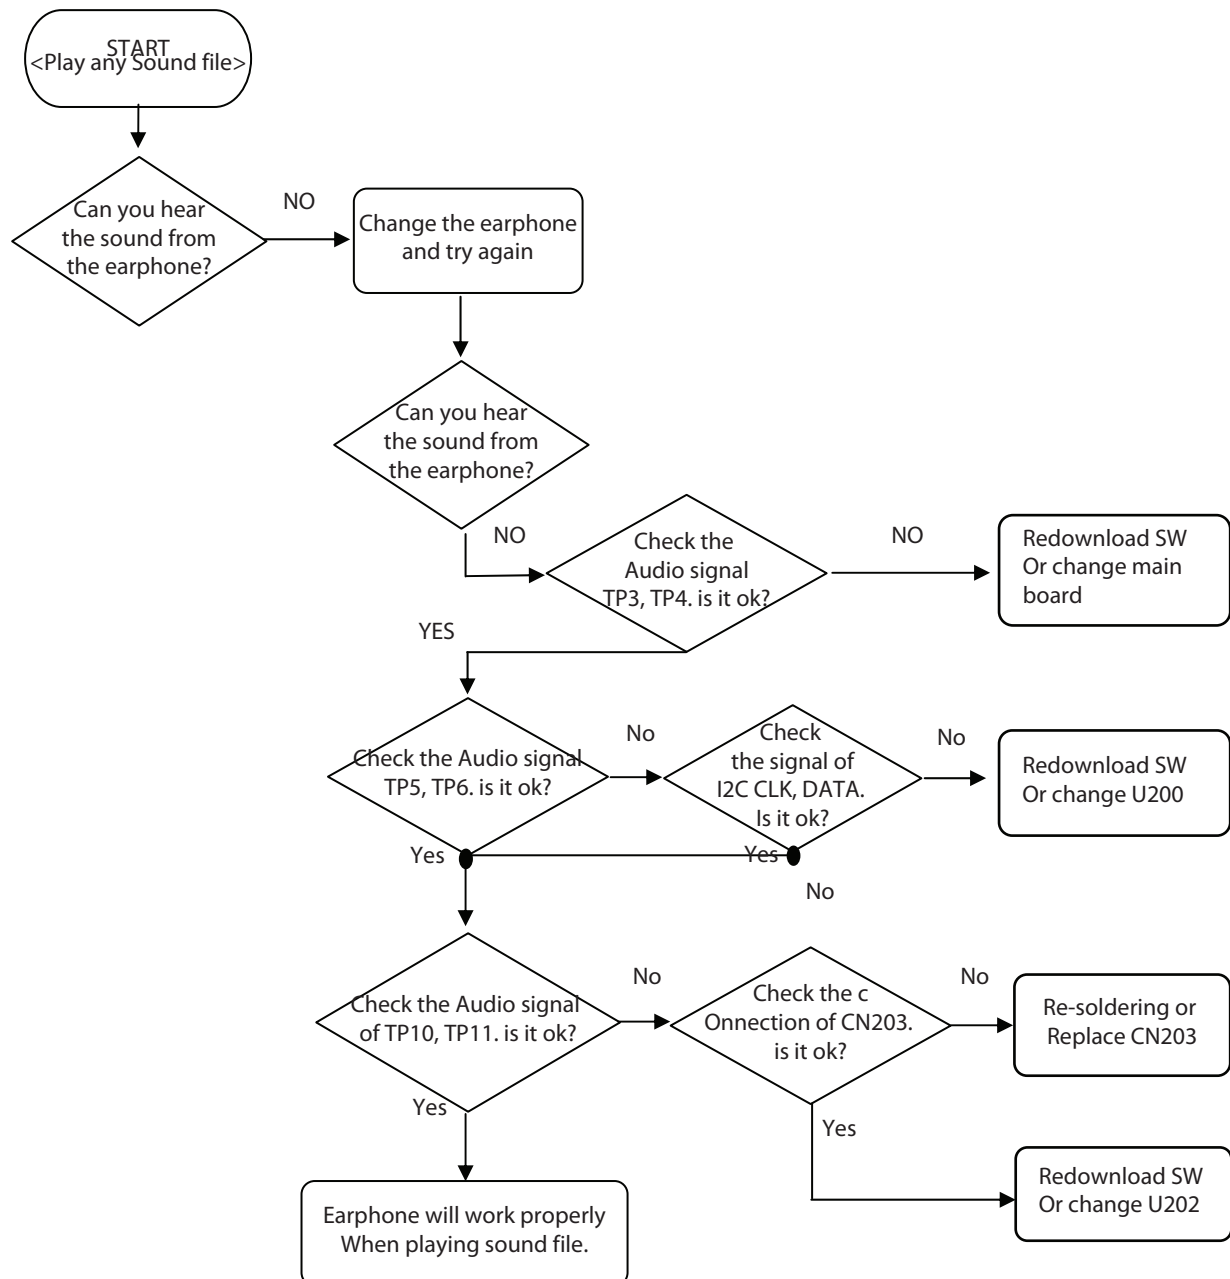 START
<Play any Sound file>
Can you hear
the sound from
the earphone?
NO
Change the earphone
and try again
Can you hear
the sound from
the earphone?
NO
Check the
Audio signal
TP3, TP4. is it ok?
NO
Redownload SW
Or change main
board
YES
Check the Audio signal
TP5, TP6. is it ok?
No
Check
the signal of
I2C CLK, DATA.
Is it ok?
No
Redownload SW
Or change U200
Yes
Yes
No
Check the Audio signal
of TP10, TP11. is it ok?
No
Check the c
Onnection of CN203.
is it ok?
No
Re-soldering or
Replace CN203
Yes
Yes
Redownload SW
Or change U202
Earphone will work properly
When playing sound file.